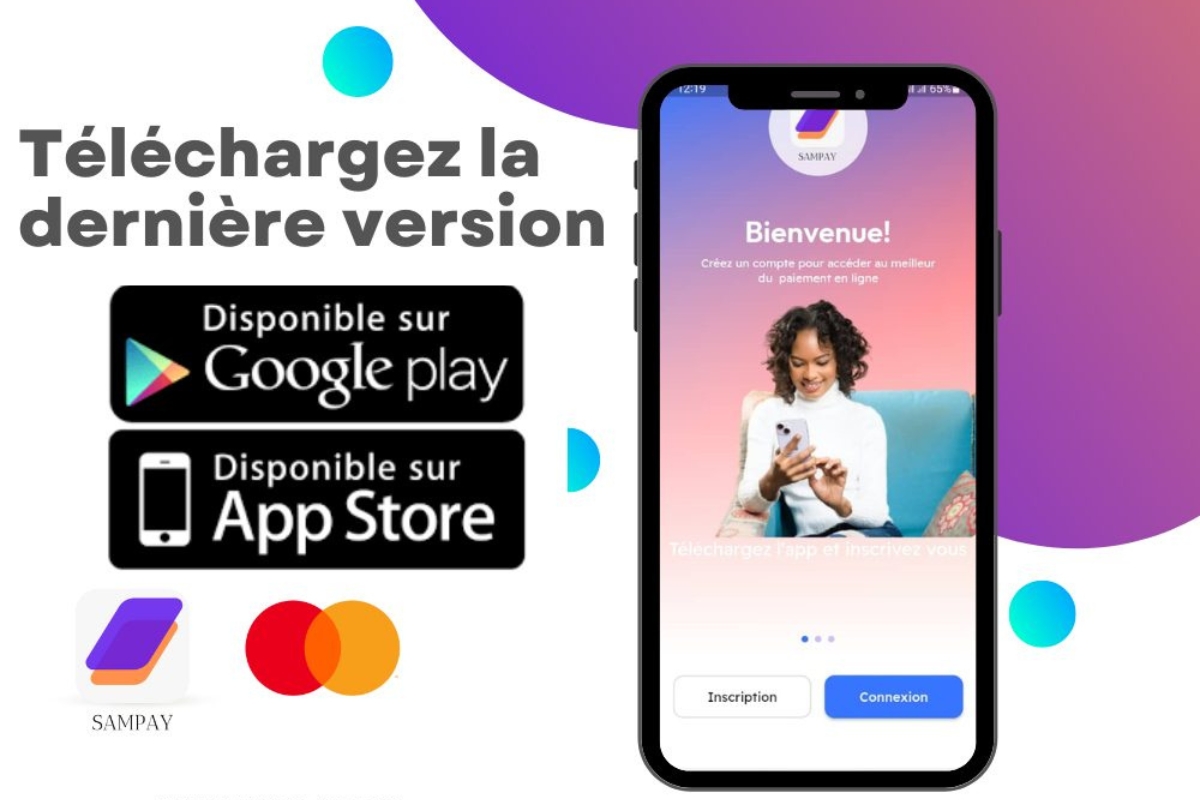 Téléchargez la
dernière version
Disponible sur
Google play
Disponible sur
App Store
SAMPAY
12:19
65%
SAMPAY
Bienvenue!
Créez un compte pour accéder au meilleur
du paiement en ligne
Téléchargez l'app et inscrivez vous
Inscription
Connexion